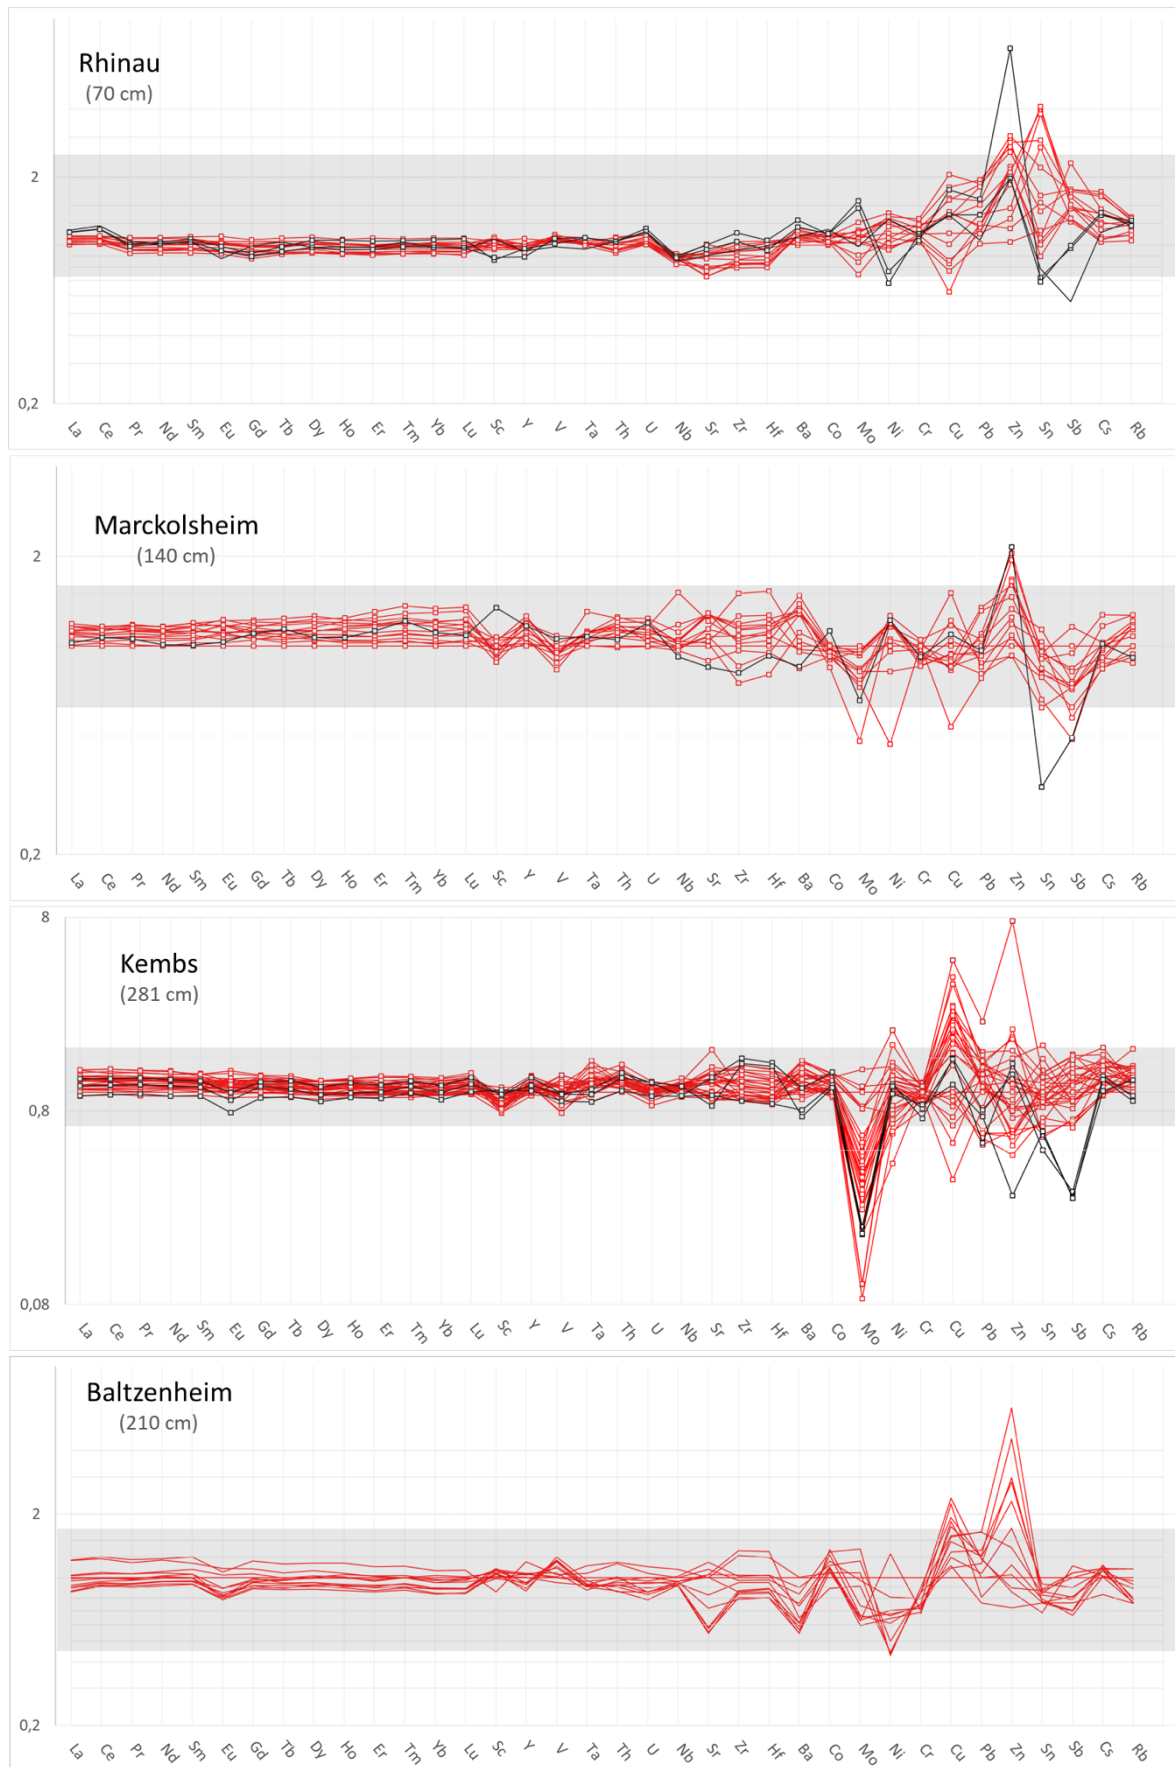 Rhinau
(70 cm)
2
0,2
La Ce Pr Nd Sm Eu Gd Tb Dy Ho Er Tm Yb Lu Sc Y V Ta Th U Nb Sr Zr Hf Ba Co Mo Ni Cr Cu Pb Zn Sn Sb Cs Rb
Marckolsheim
(140 cm)
2
0,2
La Ce Pr Nd Sm Eu Gd Tb Dy Ho Er Tm Yb Lu Sc Y V Ta Th U Nb Sr Zr Hf Ba Co Mo Ni Cr Cu Pb Zn Sn Sb Cs Rb
8
Kembs
(281 cm)
0,8
0,08
La Ce Pr Nd Sm Eu Gd Tb Dy Ho Er Tm Yb Lu Sc Y V Ta Th U Nb Sr Zr Hf Ba Co Mo Ni Cr Cu Pb Zn Sn Sb Cs Rb
Baltzenheim
(210 cm)
2
0,2
La Ce Pr Nd Sm Eu Gd Tb Dy Ho Er Tm Yb Lu Sc Y V Ta Th U Nb Sr Zr Hf Ba Co Mo Ni Cr Cu Pb Zn Sn Sb Cs Rb